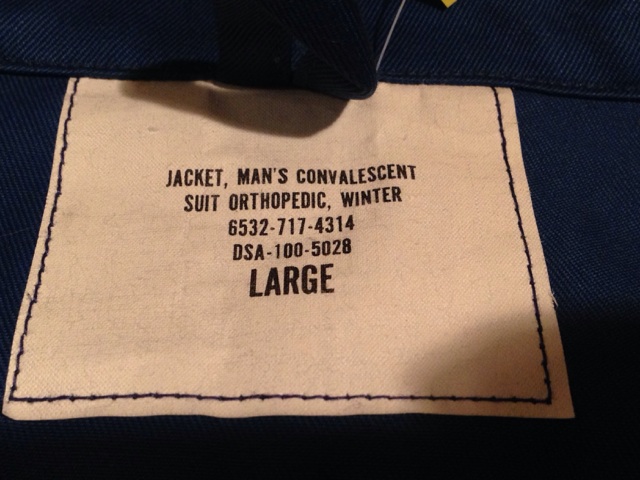 JACKET, MAN'S CONVALESCENT
SUIT ORTHOPEDIC, WINTER
6532-717-4314
DSA-100-5028
LARGE